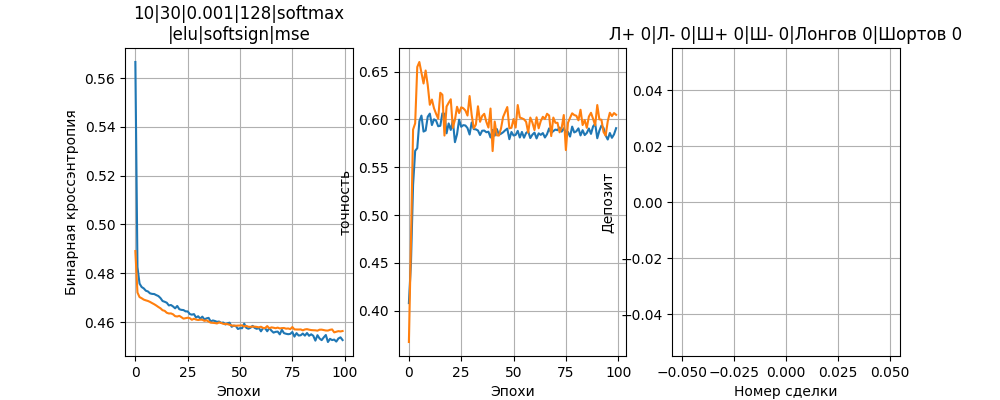 10|30|0.001|128|softmax
|elu|softsign|mse
Бинарная кроссэнтропия
0.56
0.54
0.52
0.50
0.48
0.46
0 25 50 75 100
Эпохи
точность
0.65
0.60
0.55
0.50
0.45
0.40
0 25 50 75 100
Эпохи
Л+ 0|Л- 0|Ш+ 0|Ш- 0|Лонгов 0|Шортов 0
Депозит
0.04
0.02
0.00
−0.02
−0.04
−0.050 −0.025 0.000 0.025 0.050
Номер сделки